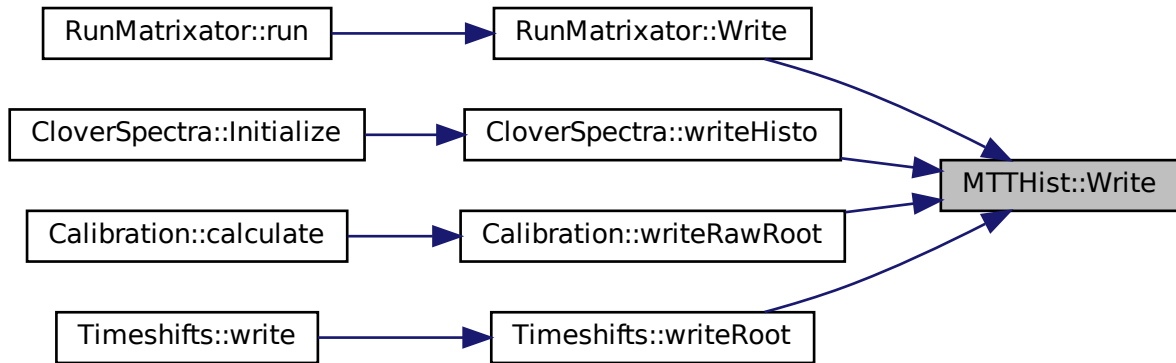 RunMatrixator::run
RunMatrixator::Write
CloverSpectra::Initialize
CloverSpectra::writeHisto
MTTHist::Write
Calibration::calculate
Calibration::writeRawRoot
Timeshifts::write
Timeshifts::writeRoot